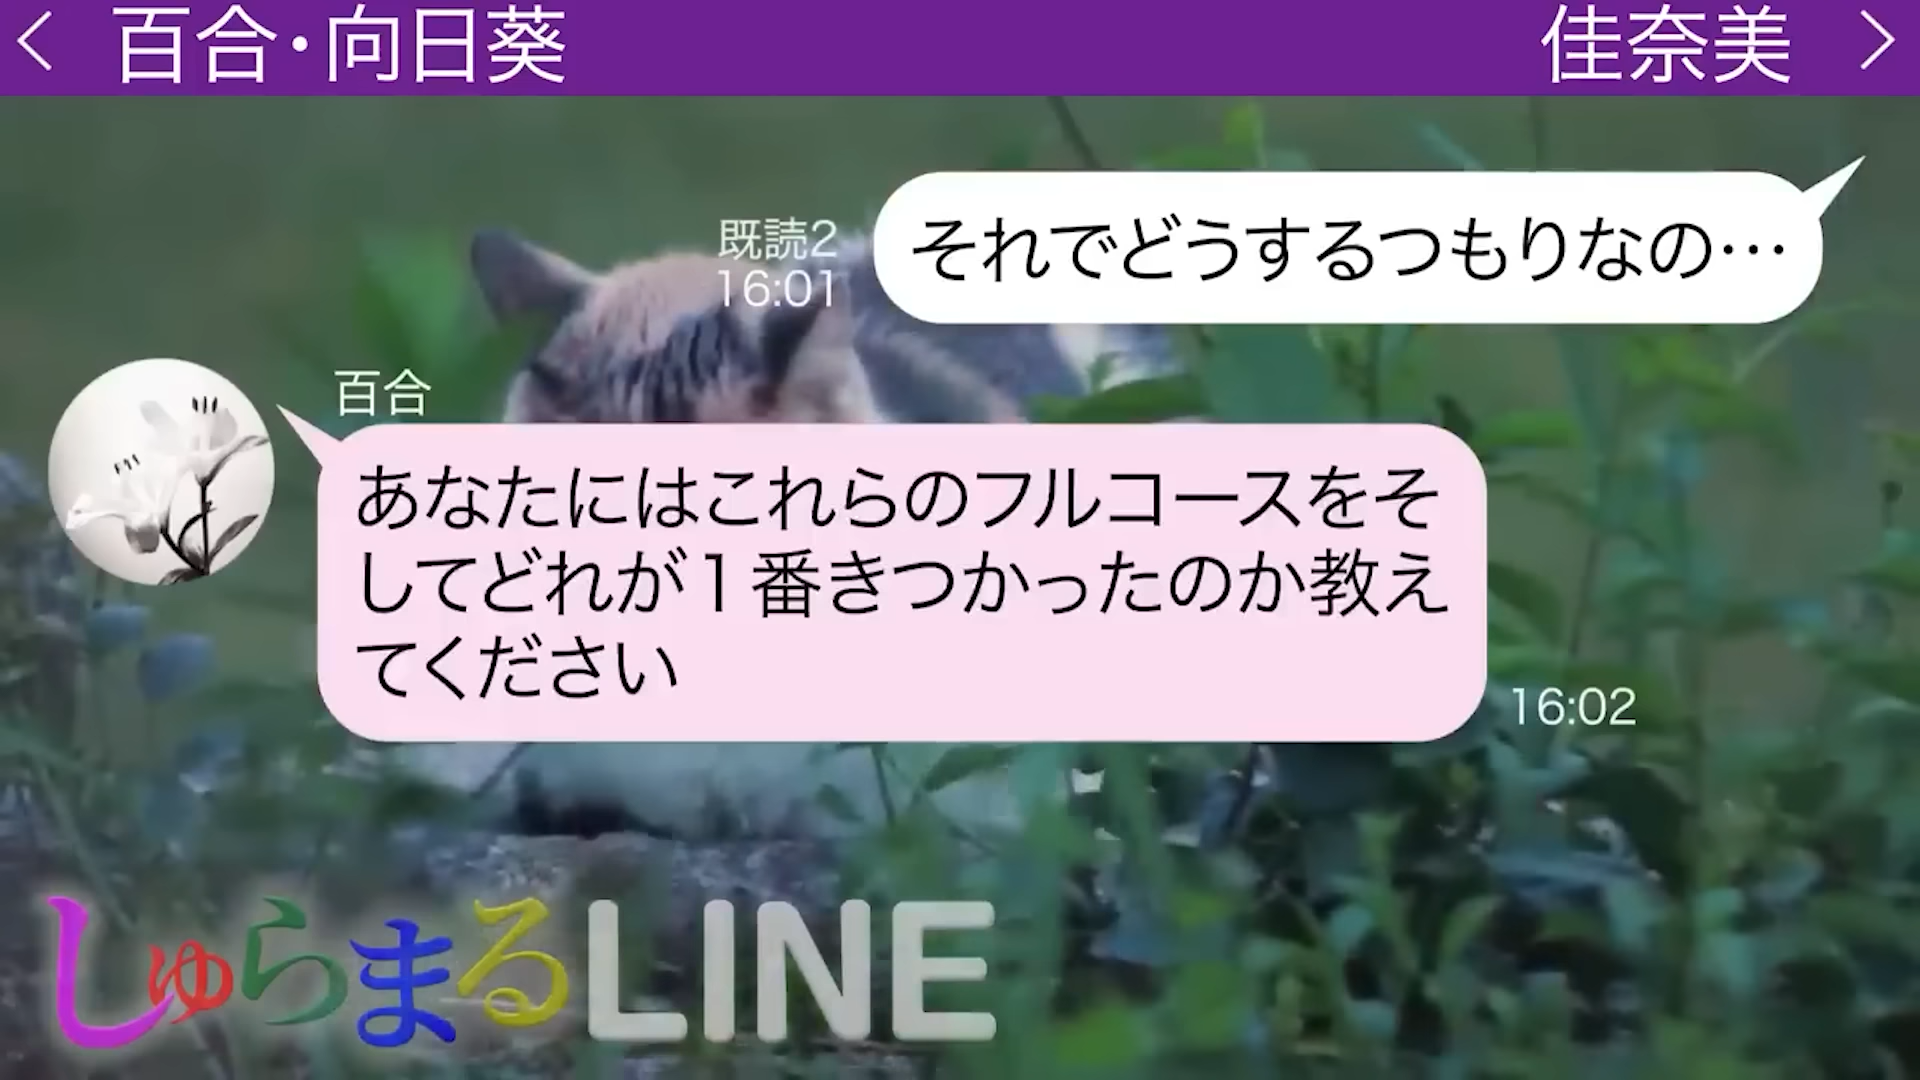 百合・向日葵
佳奈美
それでどうするつもりなの…
既読2
16:01
百合
あなたにはこれらのフルコースをそ
してどれが1番きつかったのか教え
てください
16:02
しゅらまるLINE